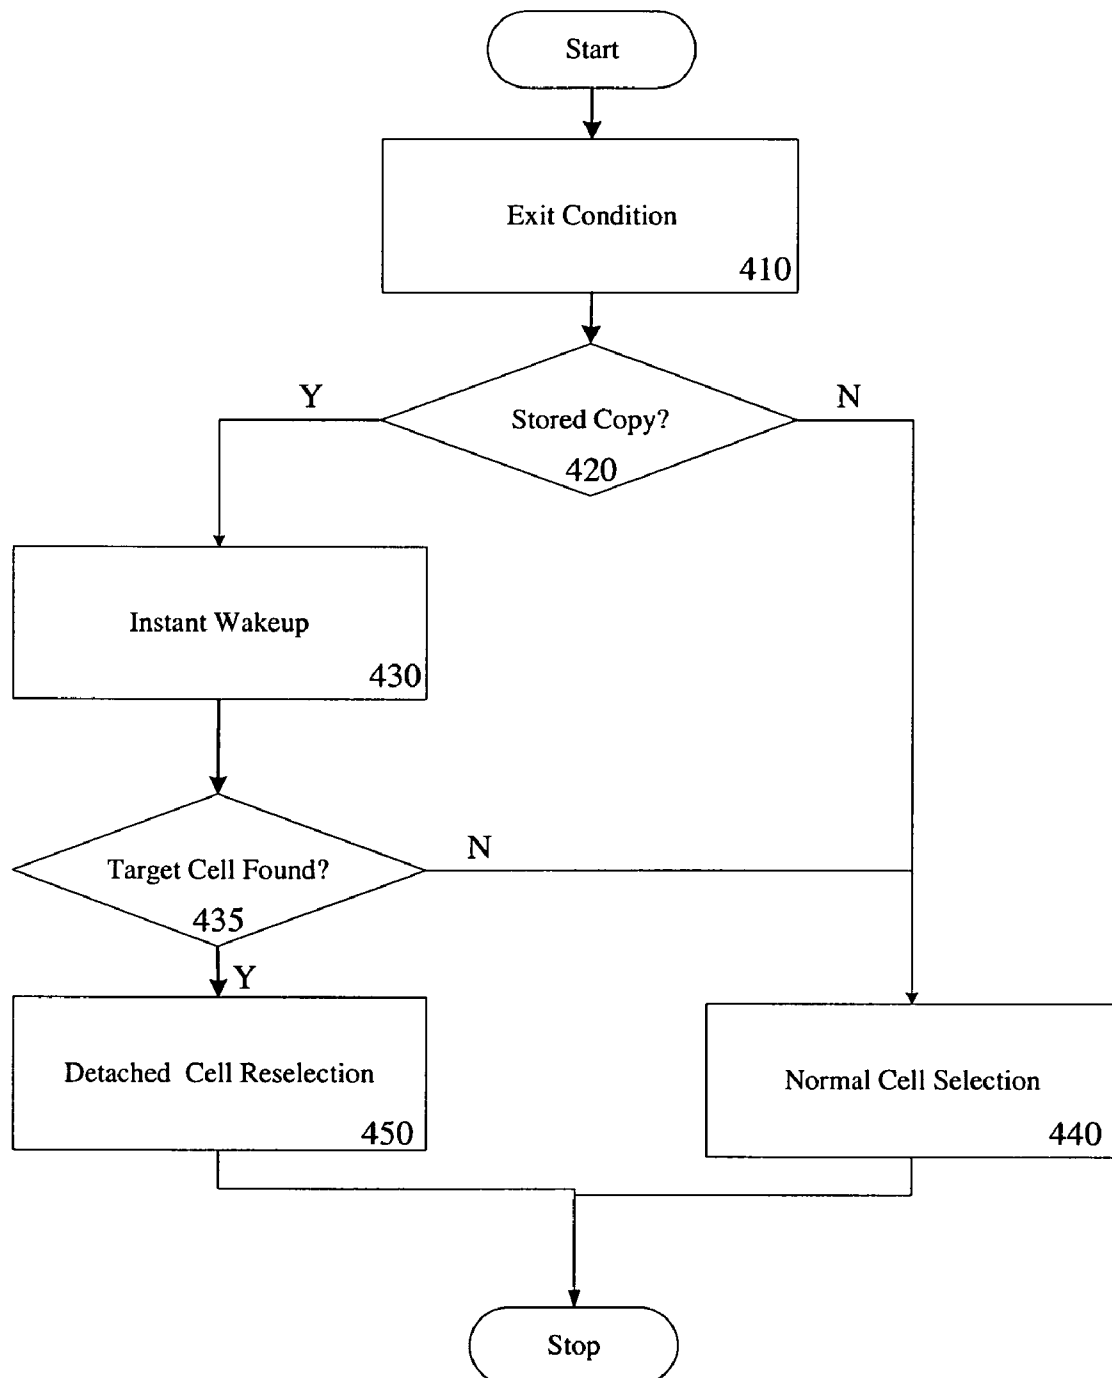 Start
Exit Condition
410
Y
N
Stored Copy?
420
Instant Wakeup
430
Target Cell Found?
N
435
Y
Detached Cell Reselection
450
Normal Cell Selection
440
Stop